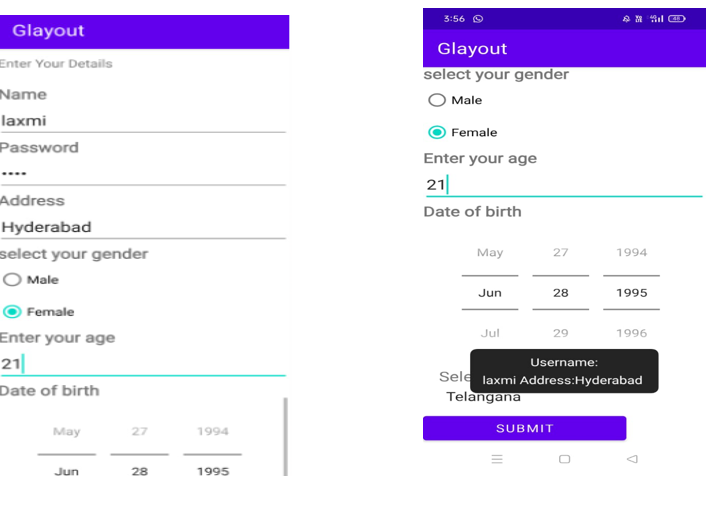 Glayout
Enter Your Details
Name
laxmi
Password
••••
Address
Hyderabad
select your gender
Male
Female
Enter your age
21
Date of birth
May 27 1994
Jun 28 1995
3:56
Glayout
select your gender
Male
Female
Enter your age
21
Date of birth
May 27 1994
Jun 28 1995
Jul 29 1996
Username:
laxmi Address:Hyderabad
Telangana
SUBMIT